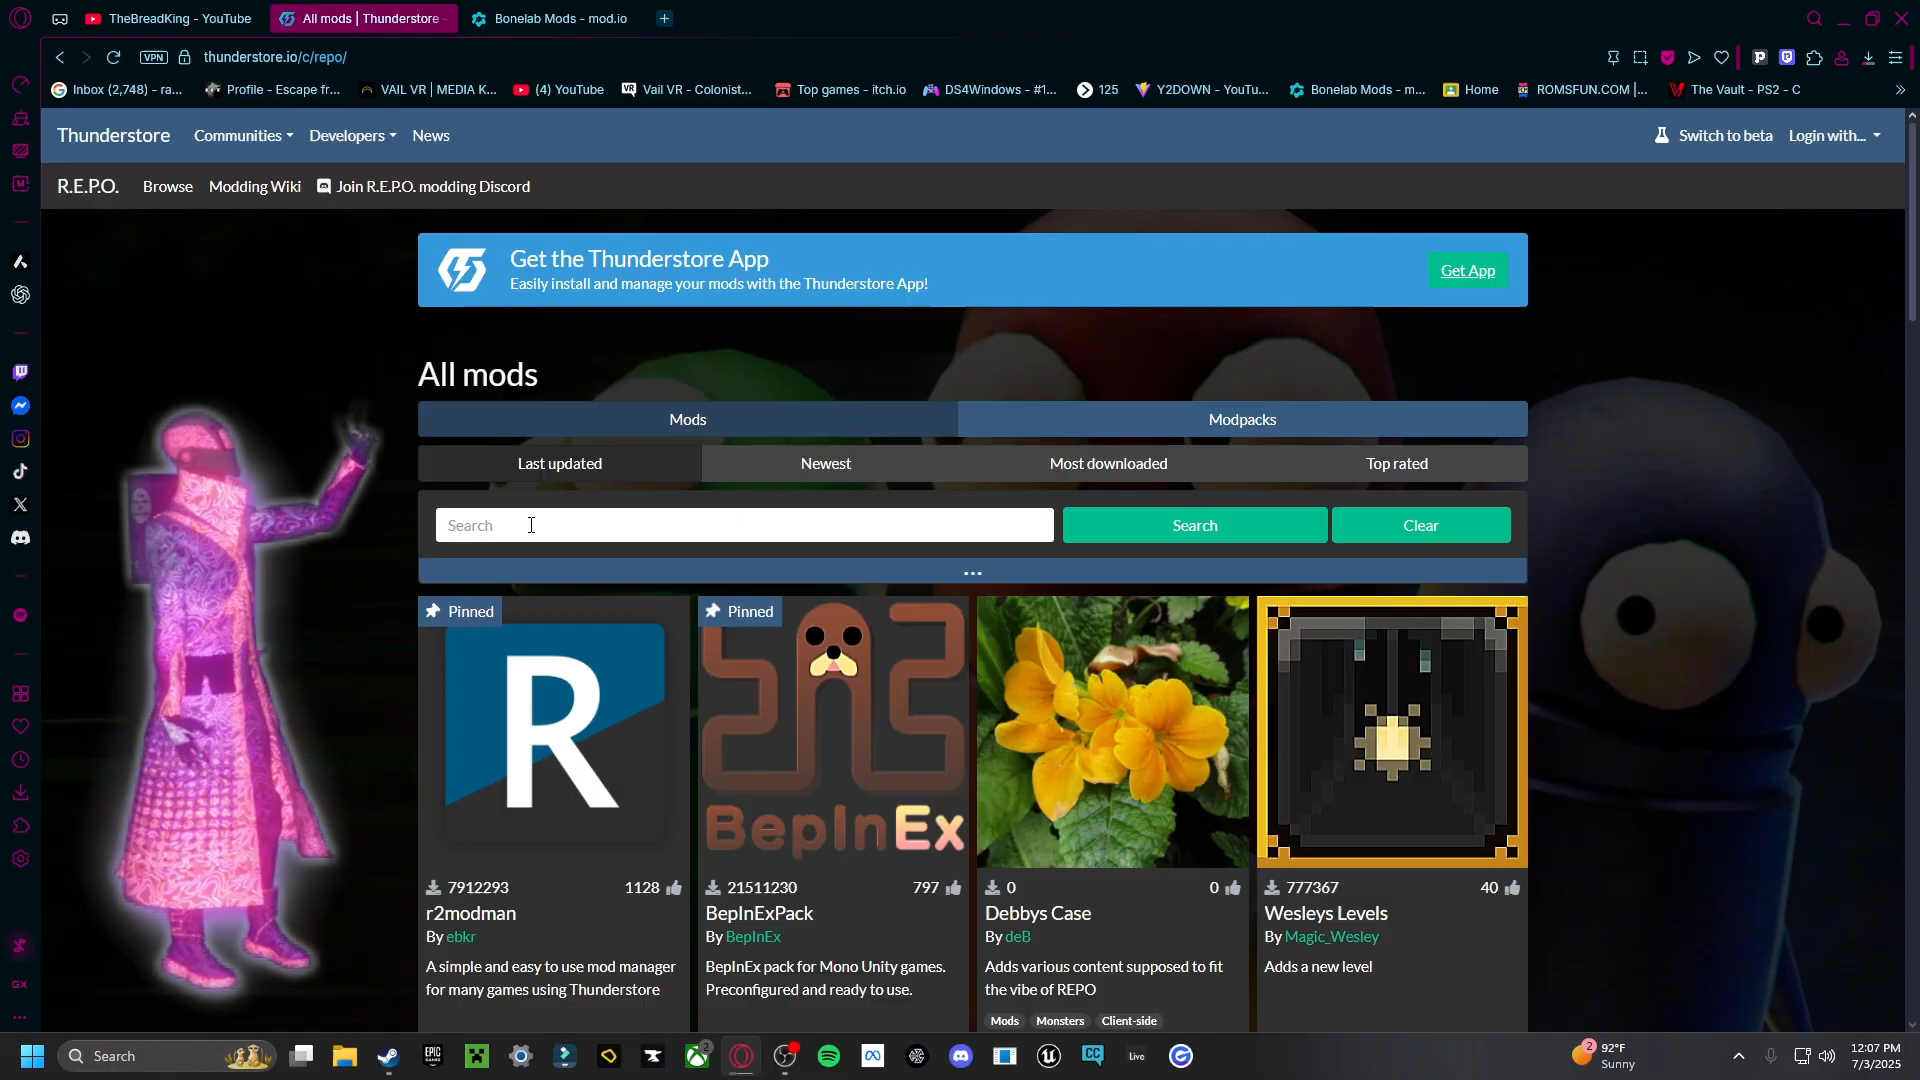 TheBreadKing - YouTube
All mods | Thunderstore -
Bonelab Mods - mod.io
VPN
thunderstore.io/c/repo/
Inbox (2,748) - ra...
Profile - Escape fr...
VAIL VR | MEDIA K...
(4) YouTube
Vail VR - Colonist...
Top games - itch.io
DS4Windows - #1...
125
Y2DOWN - YouTu...
Bonelab Mods - m...
Home
ROMSFUN.COM |...
The Vault - PS2 - C
Thunderstore
Communities
Developers
News
Switch to beta
Login with...
R.E.P.O.
Browse
Modding Wiki
Join R.E.P.O. modding Discord
Get the Thunderstore App
Easily install and manage your mods with the Thunderstore App!
Get App
All mods
Mods
Modpacks
Last updated
Newest
Most downloaded
Top rated
Search
Search
Clear
...
Pinned
R
7912293
1128
r2modman
By ebkr
A simple and easy to use mod manager
for many games using Thunderstore
Pinned
BepInEx
21511230
797
BepInExPack
By BepInEx
BepInEx pack for Mono Unity games.
Preconfigured and ready to use.
0
0
Debbys Case
By deB
Adds various content supposed to fit
the vibe of REPO
Mods
Monsters
Client-side
777367
40
Wesleys Levels
By Magic_Wesley
Adds a new level
GX
Search
EPIC
GAMES
2
CC
Live
2
92°F
Sunny
12:07 PM
7/3/2025